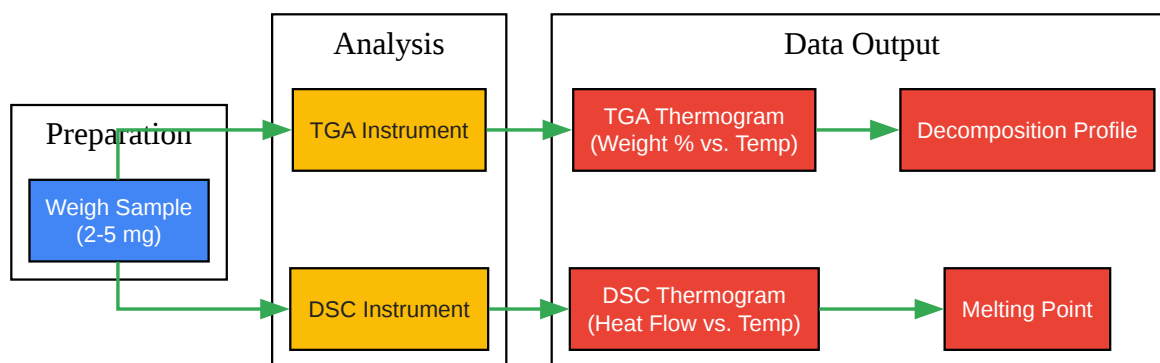 Preparation
Weigh Sample
(2-5 mg)
Analysis
TGA Instrument
DSC Instrument
Data Output
TGA Thermogram
(Weight % vs. Temp)
Decomposition Profile
DSC Thermogram
(Heat Flow vs. Temp)
Melting Point